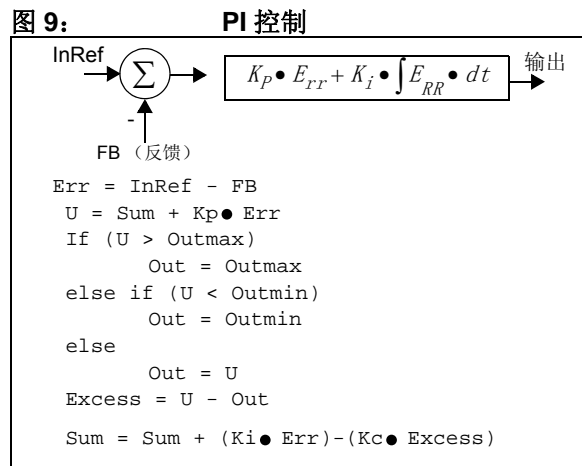 图 9: PI 控制
InRef
Σ
K_P • E_rr + K_i • ∫ E_RR • dt
输出
-
FB （反馈）
Err = InRef - FB
U = Sum + Kp● Err
If (U > Outmax)
Out = Outmax
else if (U < Outmin)
Out = Outmin
else
Out = U
Excess = U - Out
Sum = Sum + (Ki● Err)-(Kc● Excess)